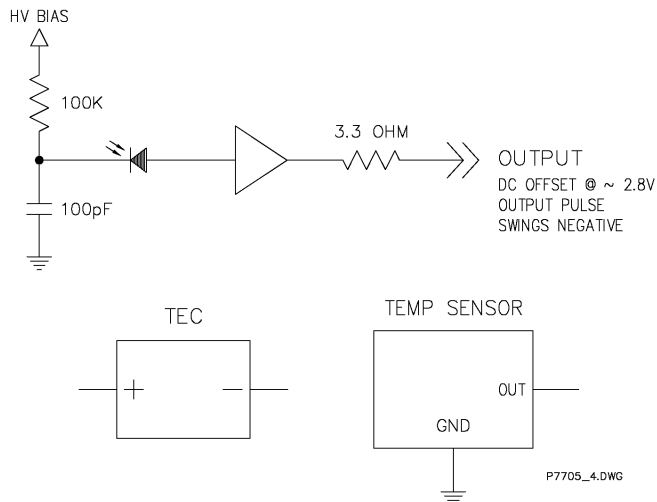 HV BIAS
100K
3.3 OHM
OUTPUT
DC OFFSET @ ~ 2.8V
OUTPUT PULSE
SWINGS NEGATIVE
100pF
TEC
+ −
TEMP SENSOR
OUT
GND
P7705_4.DWG